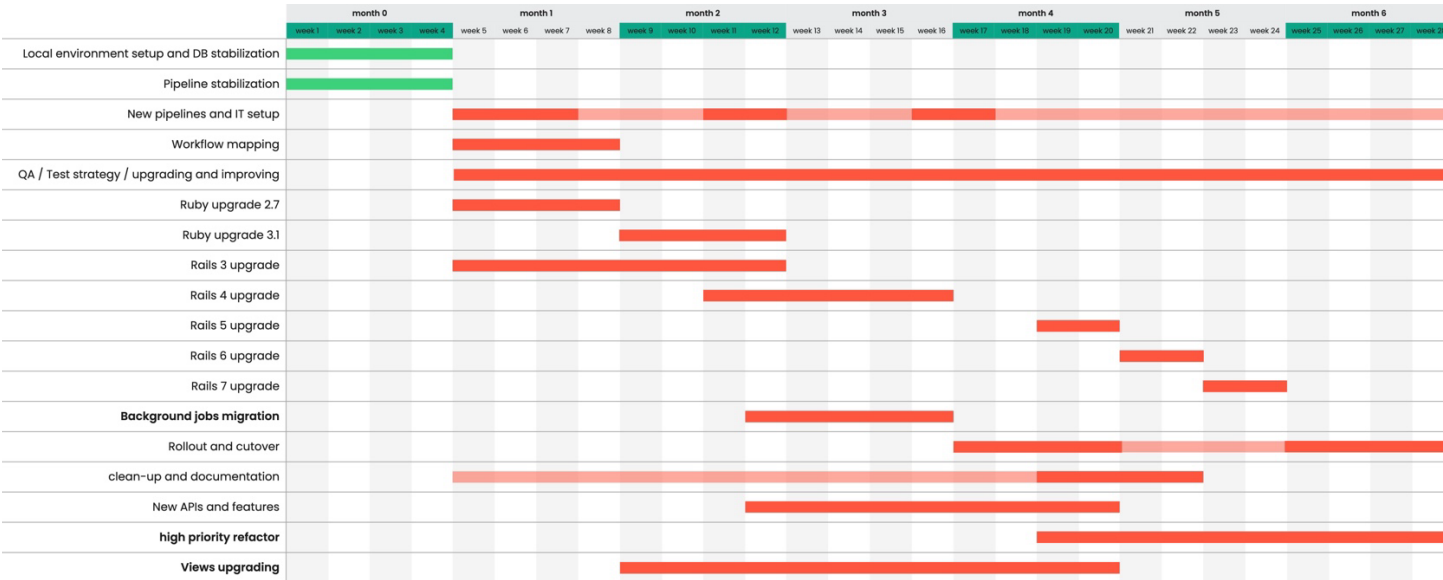 month 0 month 1 month 2 month 3 month 4 month 5 month 6
week 1 week 2 week 3 week 4 week 5 week 6 week 7 week 8 week 9 week 10 week 11 week 12 week 13 week 14 week 15 week 16 week 17 week 18 week 19 week 20 week 21 week 22 week 23 week 24 week 25 week 26 week 27 week
Local environment setup and DB stabilization
Pipeline stabilization
New pipelines and IT setup
Workflow mapping
QA / Test strategy / upgrading and improving
Ruby upgrade 2.7
Ruby upgrade 3.1
Rails 3 upgrade
Rails 4 upgrade
Rails 5 upgrade
Rails 6 upgrade
Rails 7 upgrade
Background jobs migration
Rollout and cutover
clean-up and documentation
New APIs and features
high priority refactor
Views upgrading